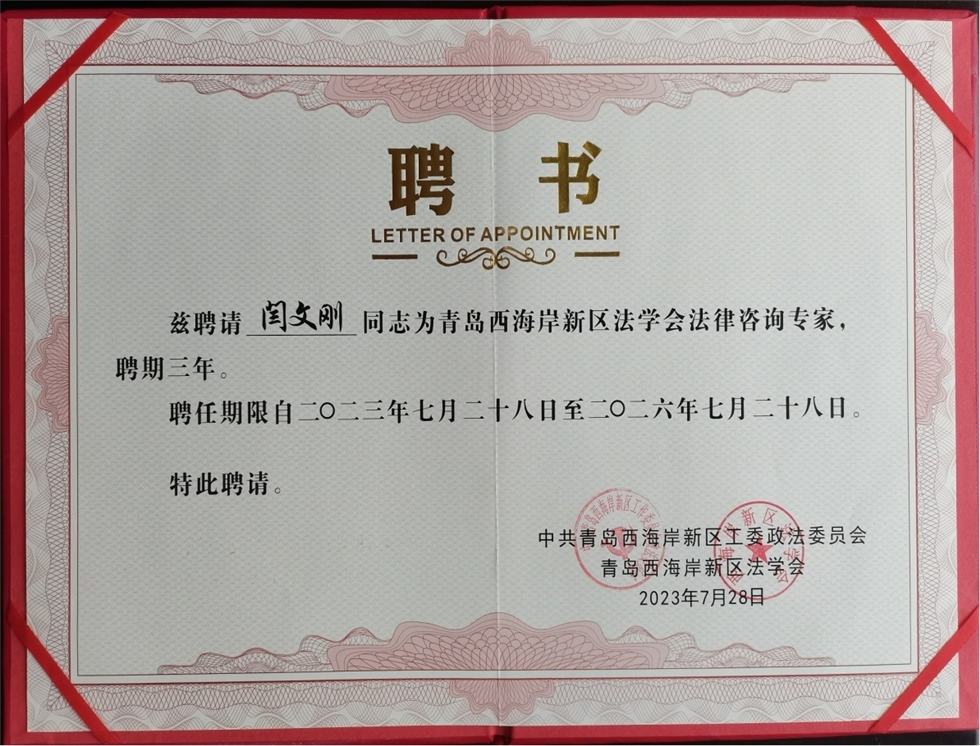 聘 书
LETTER OF APPOINTMENT
兹聘请 闫文刚 同志为青岛西海岸新区法学会法律咨询专家，
聘期三年。
聘任期限自二〇二三年七月二十八日至二〇二六年七月二十八日。
特此聘请。
中共青岛西海岸新区工委政法委员会
青岛西海岸新区法学会
2023年7月28日